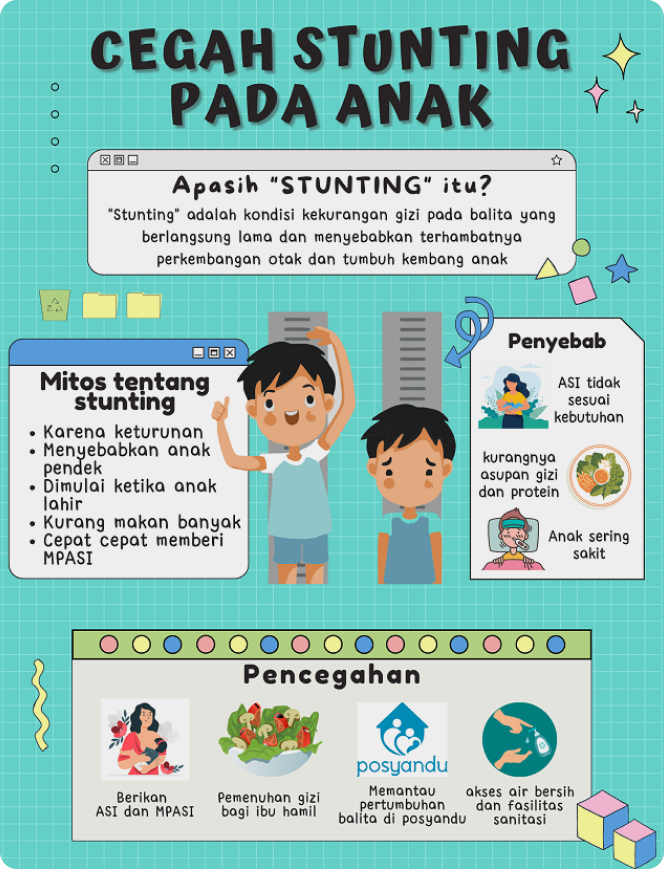 CEGAH STUNTING
PADA ANAK
Apasih "STUNTING" itu?
"Stunting" adalah kondisi kekurangan gizi pada balita yang
berlangsung lama dan menyebabkan terhambatnya
perkembangan otak dan tumbuh kembang anak
Mitos tentang
stunting
• Karena keturunan
• Menyebabkan anak
pendek
• Dimulai ketika anak
lahir
• Kurang makan banyak
• Cepat cepat memberi
MPASI
Penyebab
ASI tidak
sesuai
kebutuhan
kurangnya
asupan gizi
dan protein
Anak sering
sakit
Pencegahan
Berikan
ASI dan MPASI
Pemenuhan gizi
bagi ibu hamil
posyandu
Memantau
pertumbuhan
balita di posyandu
akses air bersih
dan fasilitas
sanitasi